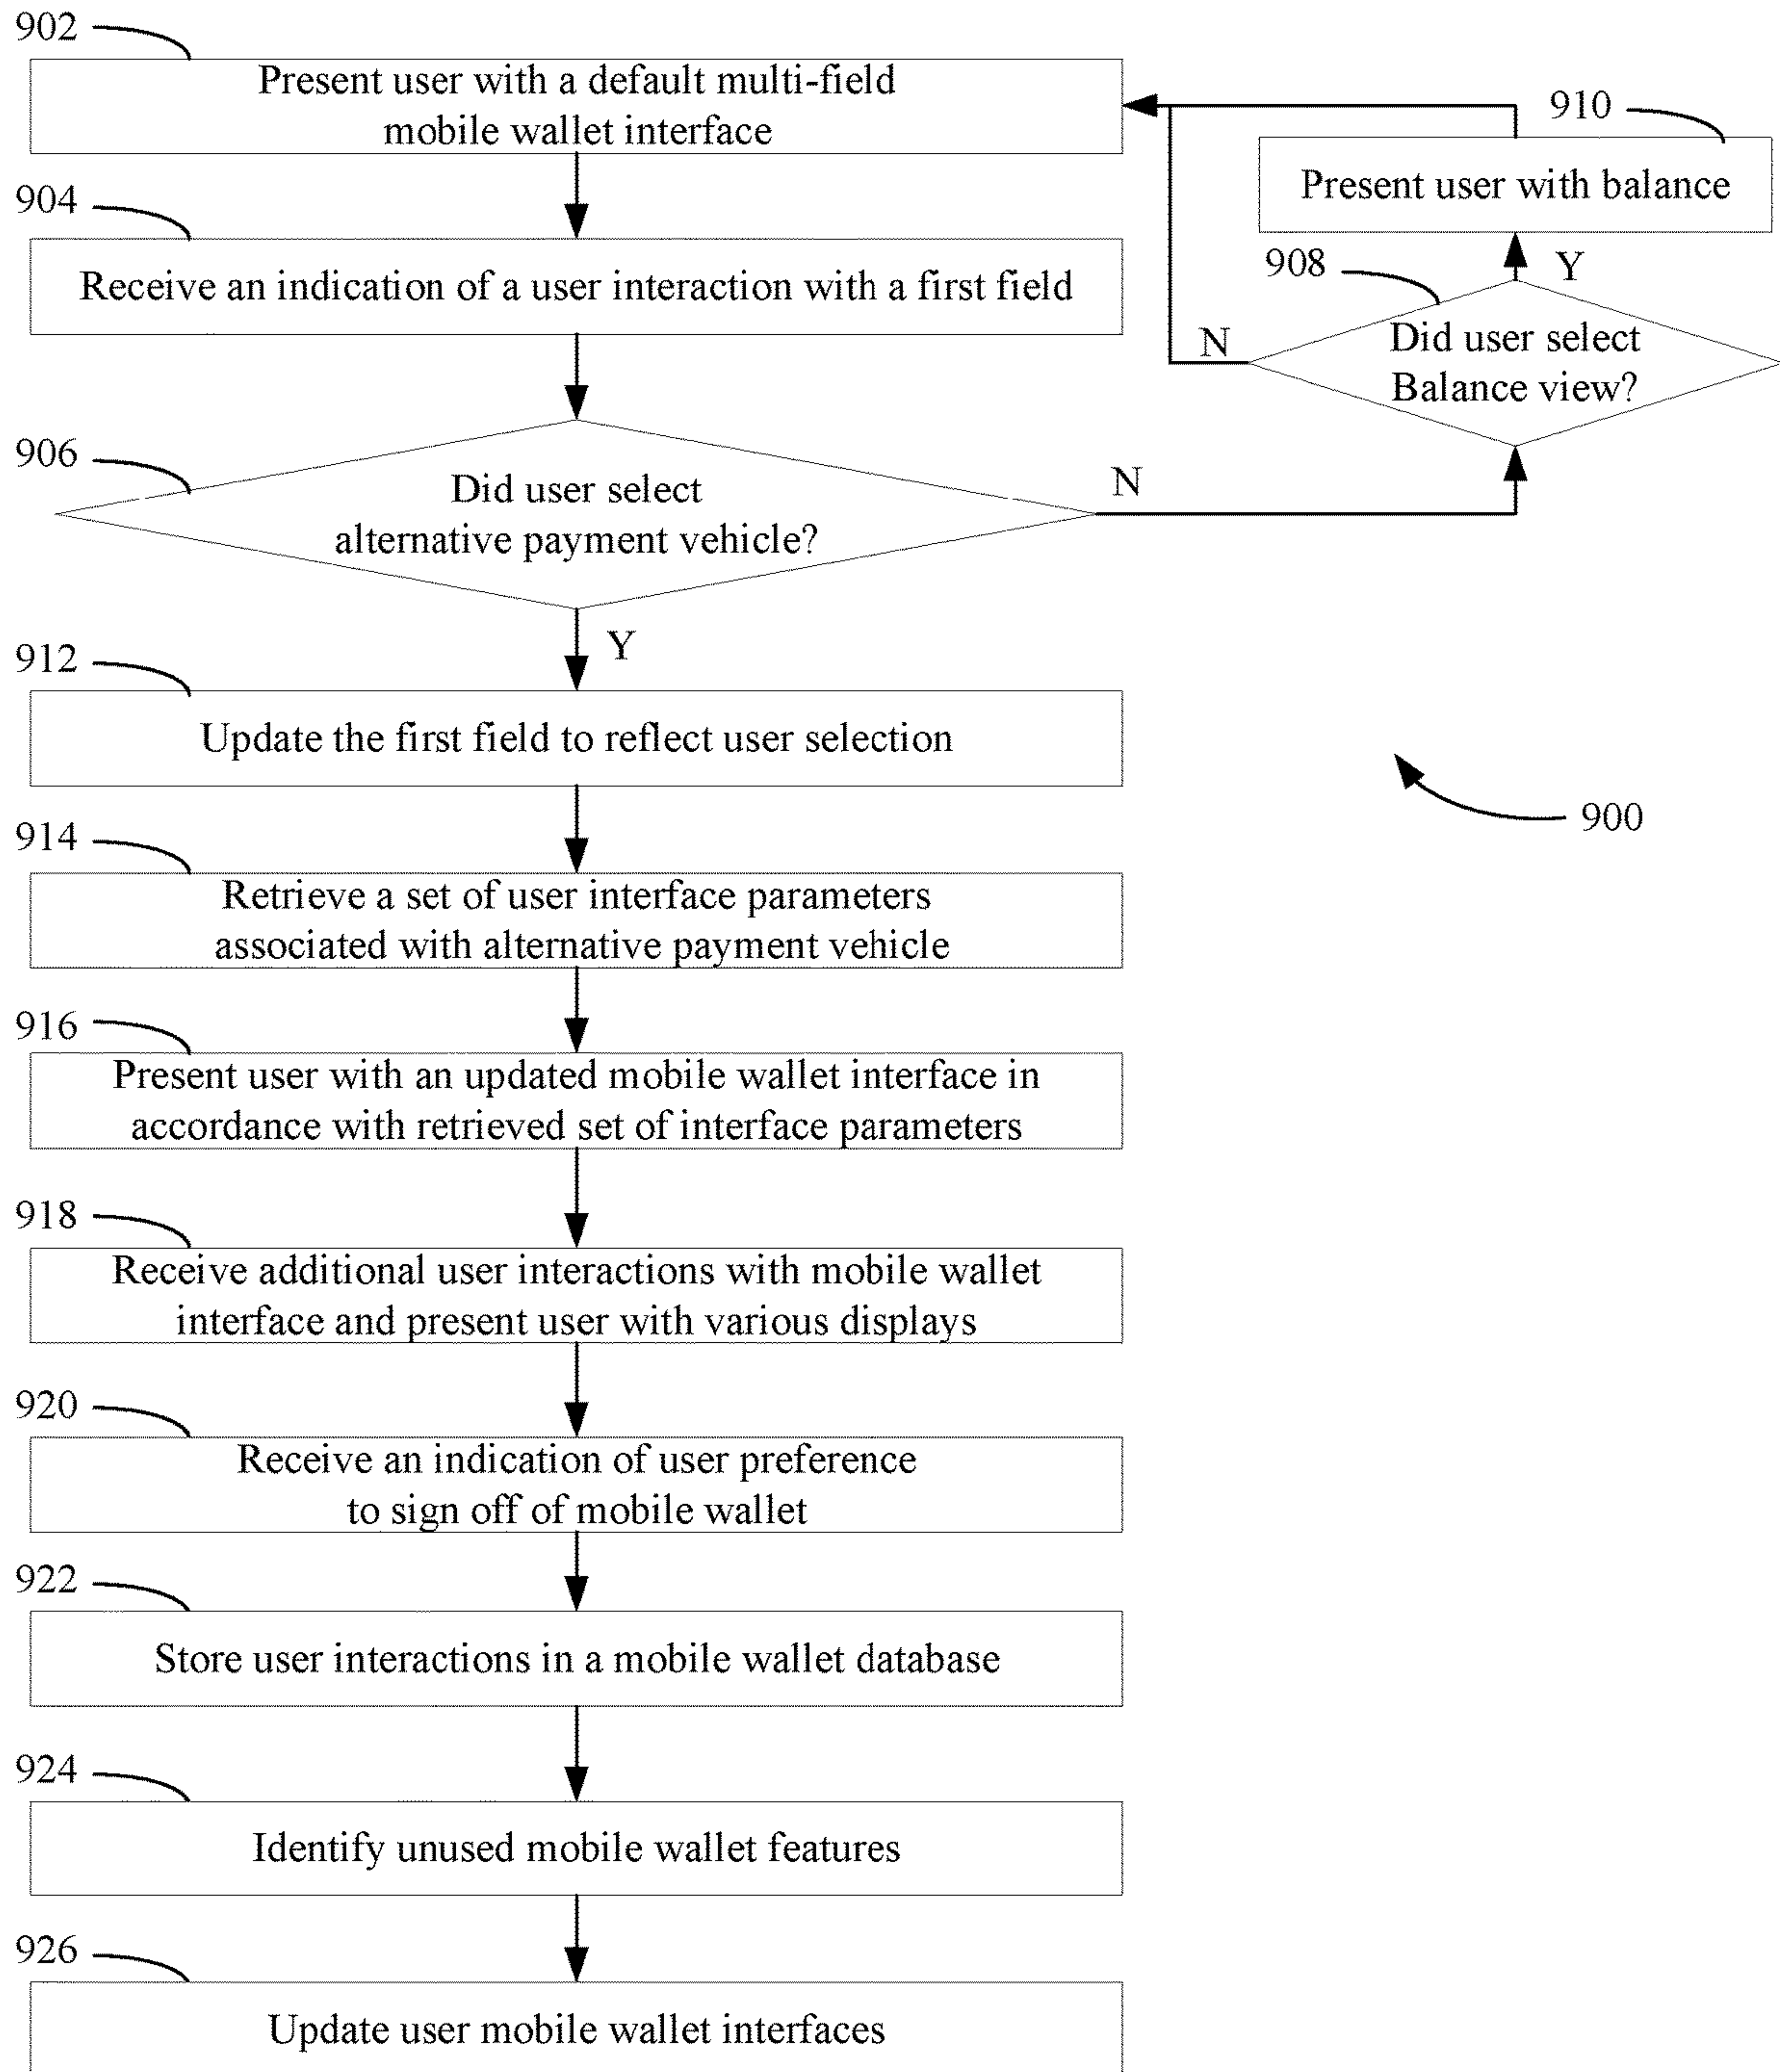 902
Present user with a default multi-field
mobile wallet interface
910
Present user with balance
904
Receive an indication of a user interaction with a first field
908
Y
N
Did user select
Balance view?
906
Did user select
alternative payment vehicle?
N
Y
912
Update the first field to reflect user selection
900
914
Retrieve a set of user interface parameters
associated with alternative payment vehicle
916
Present user with an updated mobile wallet interface in
accordance with retrieved set of interface parameters
918
Receive additional user interactions with mobile wallet
interface and present user with various displays
920
Receive an indication of user preference
to sign off of mobile wallet
922
Store user interactions in a mobile wallet database
924
Identify unused mobile wallet features
926
Update user mobile wallet interfaces